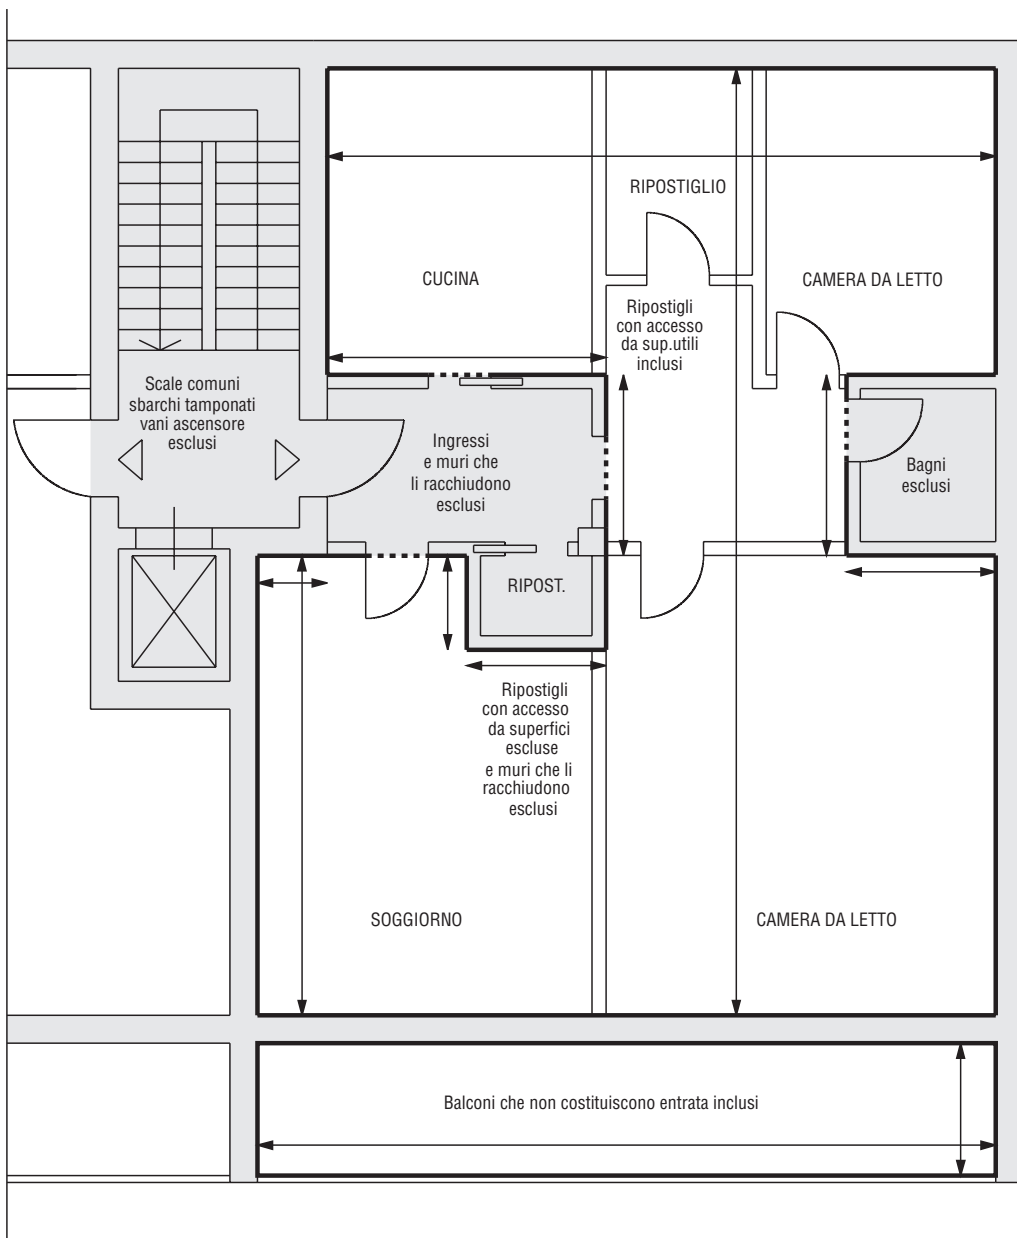 RIPOSTIGLIO
CUCINA
CAMERA DA LETTO
Ripostigli
con accesso
da sup.utili
inclusi
Scale comuni
sbarchi tamponati
vani ascensore
esclusi
Ingressi
e muri che
li racchiudono
esclusi
Bagni
esclusi
RIPOST.
Ripostigli
con accesso
da superfici
escluse
e muri che li
racchiudono
esclusi
SOGGIORNO
CAMERA DA LETTO
Balconi che non costituiscono entrata inclusi